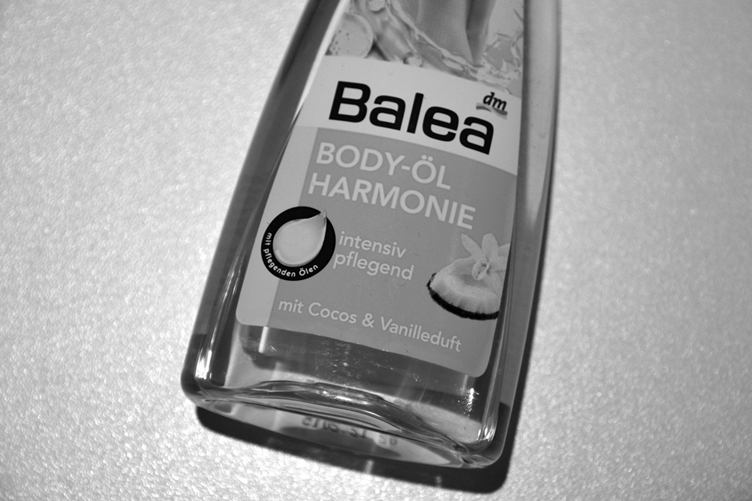 dm
Balea
BODY-ÖL
HARMONIE
mit pflegenden Ölen
intensiv
pflegend
mit Cocos & Vanilleduft